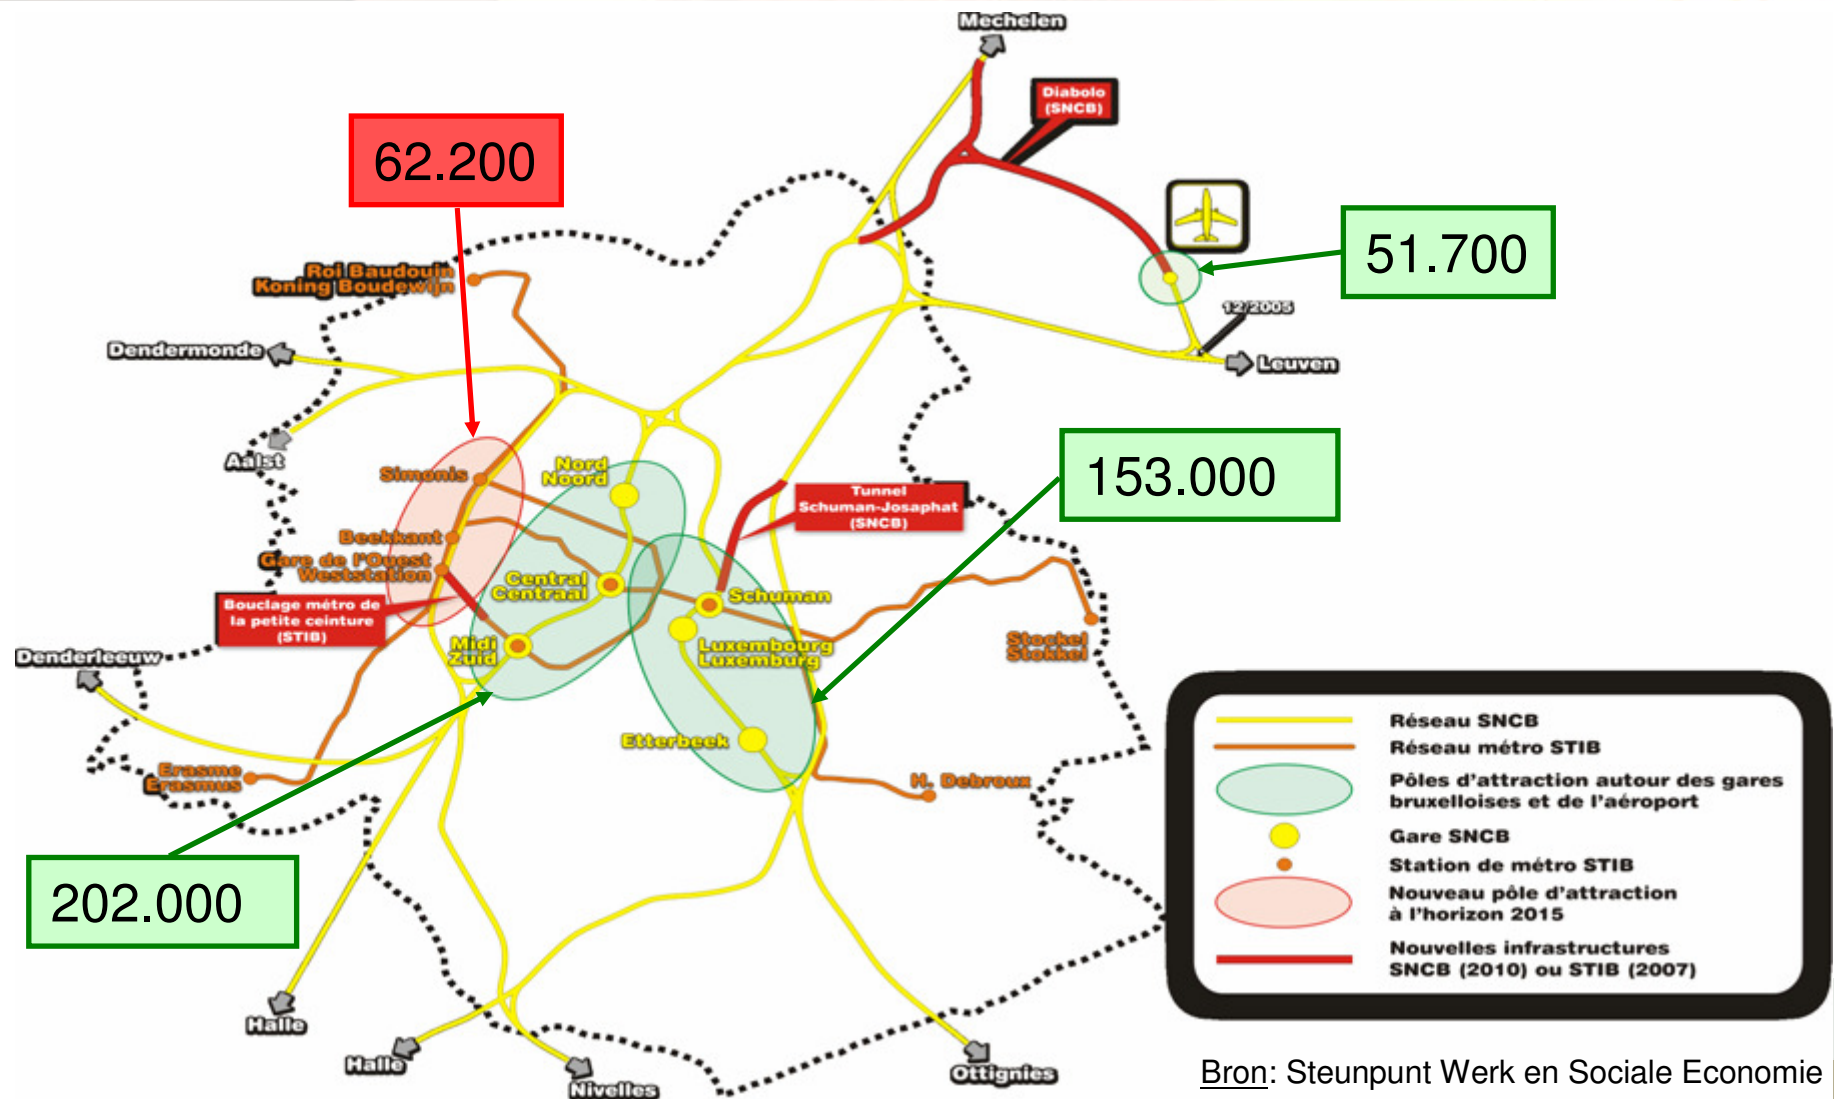 Mechelen
Diabolo
(SNCB)
62.200
51.700
Roi Baudouin
Koning Boudewijn
12/2005
Dendermonde
Leuven
Aalst
153.000
Simonis
Nord
Noord
Tunnel
Schuman-Josaphat
(SNCB)
Beekkant
Gare de l'Ouest
Weststation
Central
Centraal
Schuman
Bouclage métro de
la petite ceinture
(STIB)
Midi
Zuid
Luxembourg
Luxemburg
Stockel
Stokkel
Denderleeuw
Etterbeek
Erasme
Erasmus
H. Debroux
202.000
Réseau SNCB
Réseau métro STIB
Pôles d'attraction autour des gares
bruxelloises et de l'aéroport
Gare SNCB
Station de métro STIB
Nouveau pôle d'attraction
à l'horizon 2015
Nouvelles infrastructures
SNCB (2010) ou STIB (2007)
Halle
Halle
Nivelles
Ottignies
Bron: Steunpunt Werk en Sociale Economie